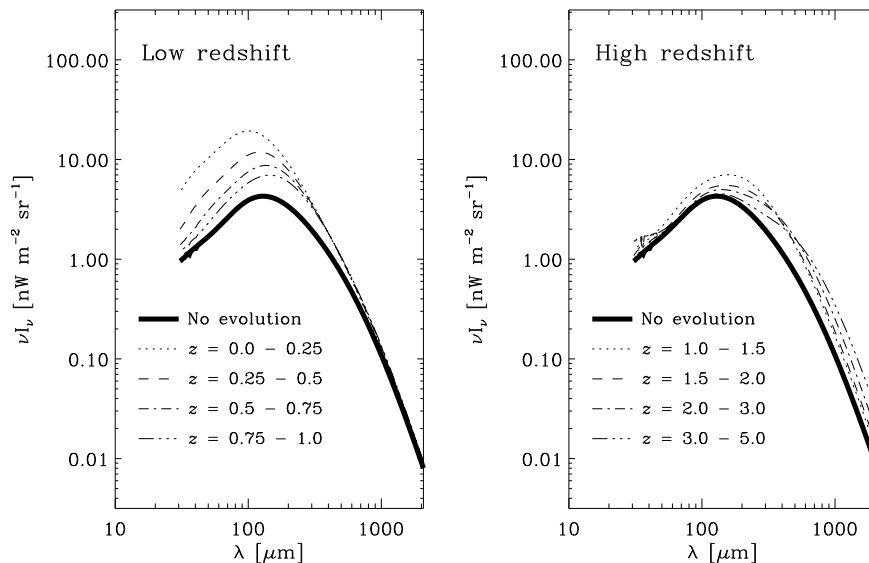 Low redshift
100.00
10.00
1.00
0.10
0.01
νIν [nW m−2 sr−1]
No evolution
z = 0.0 − 0.25
z = 0.25 − 0.5
z = 0.5 − 0.75
z = 0.75 − 1.0
10
100
1000
λ [μm]
High redshift
100.00
10.00
1.00
0.10
0.01
νIν [nW m−2 sr−1]
No evolution
z = 1.0 − 1.5
z = 1.5 − 2.0
z = 2.0 − 3.0
z = 3.0 − 5.0
10
100
1000
λ [μm]